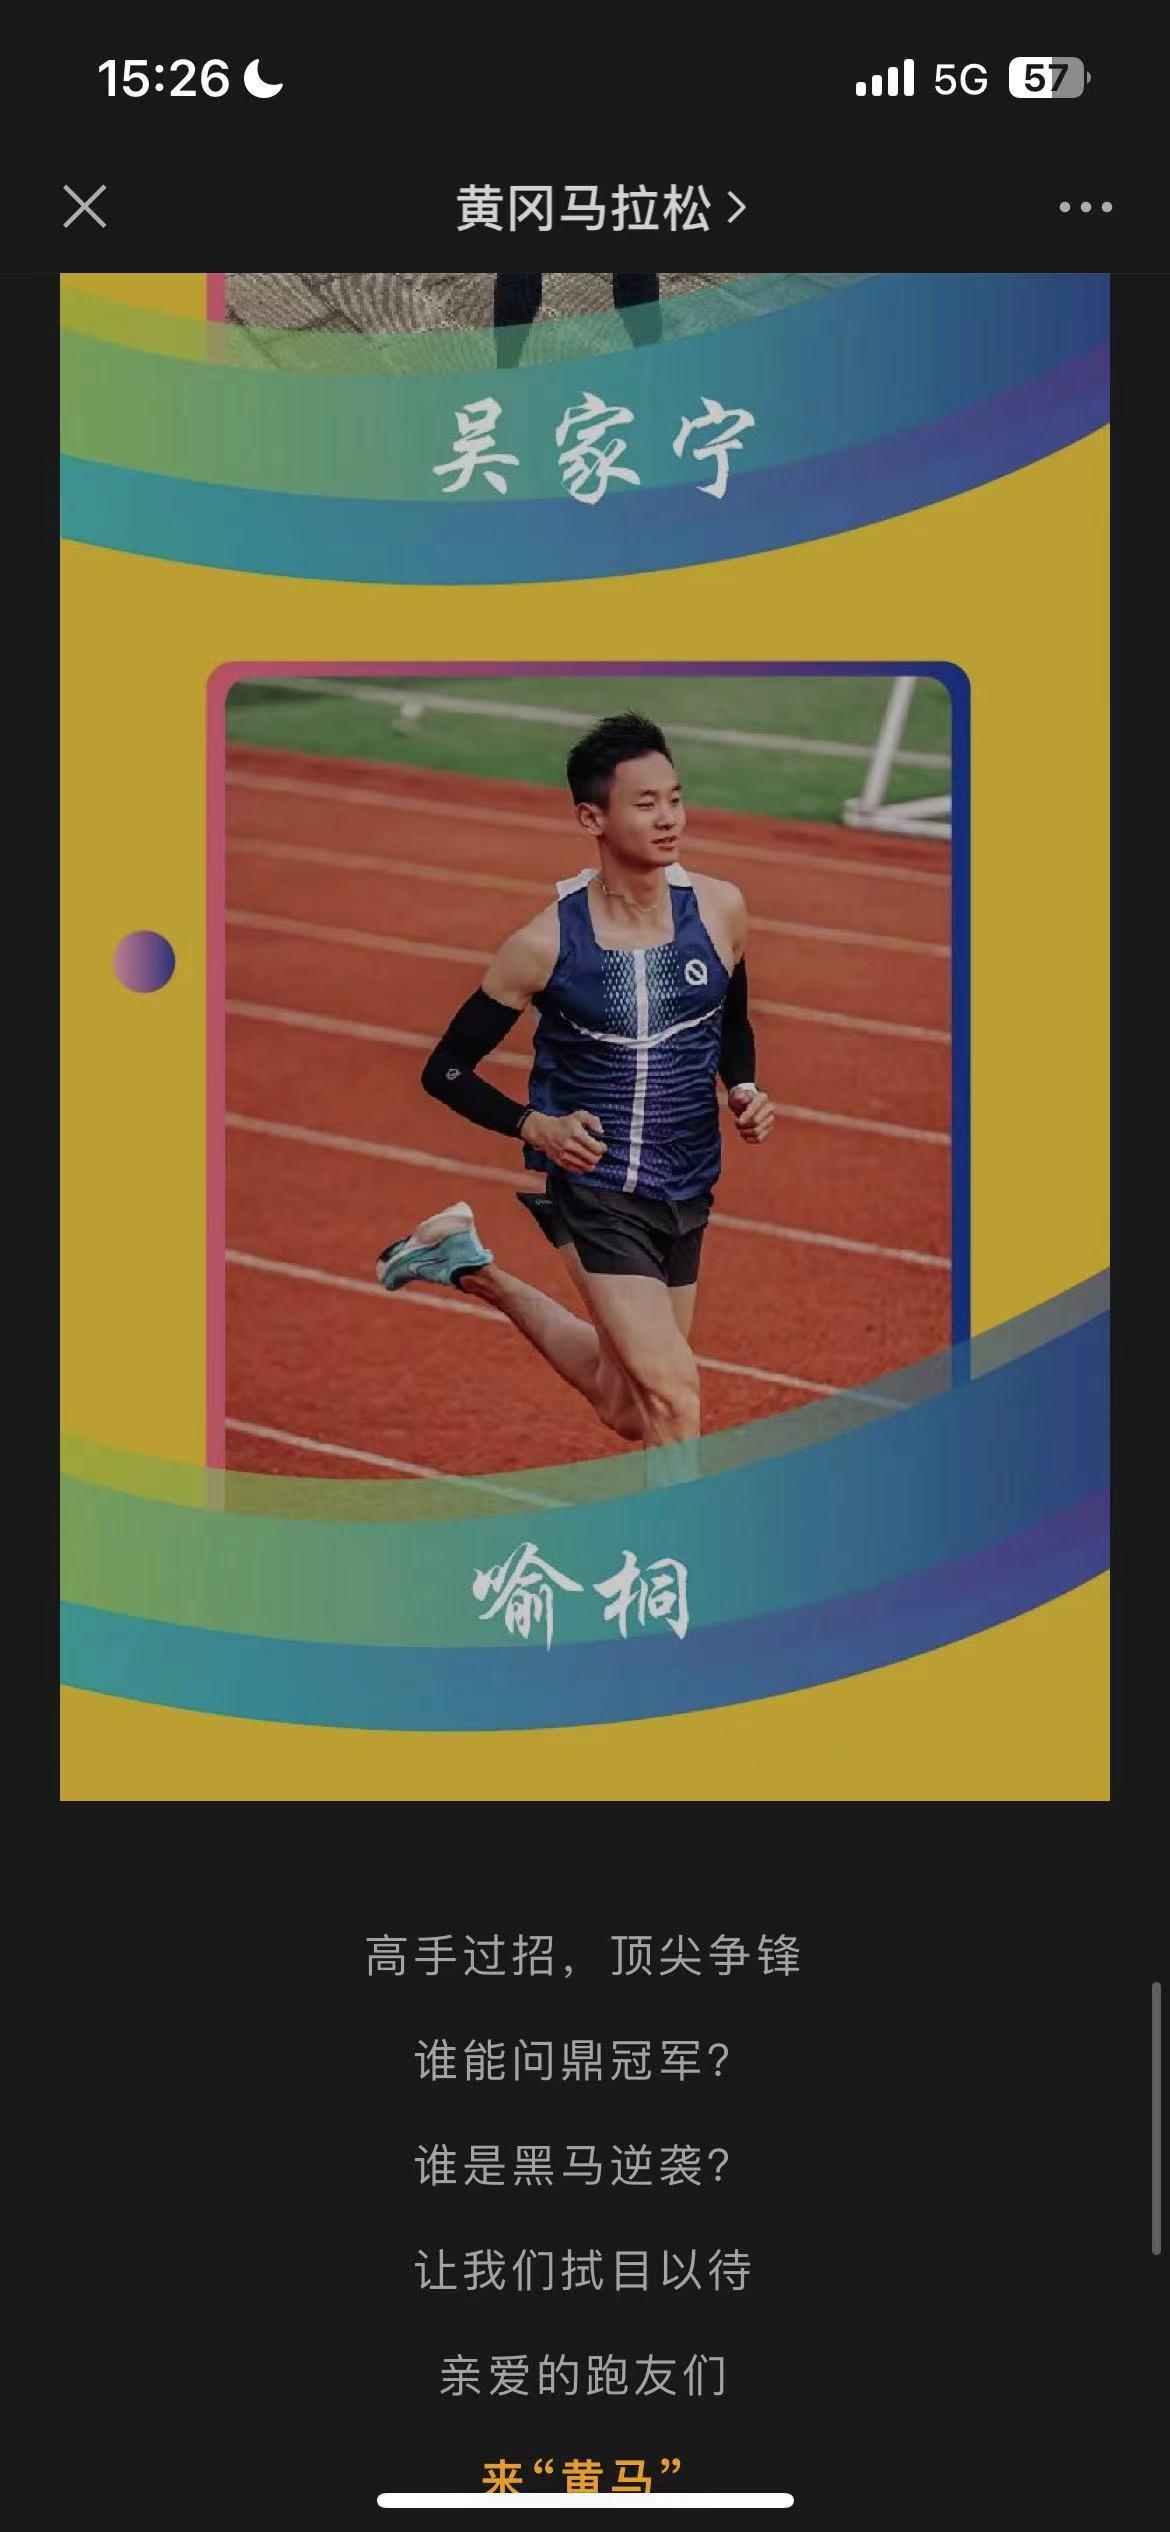 15:26
5G 57
黄冈马拉松
吴家宁
喻桐
高手过招，顶尖争锋
谁能问鼎冠军？
谁是黑马逆袭？
让我们拭目以待
亲爱的跑友们
来“黄马”